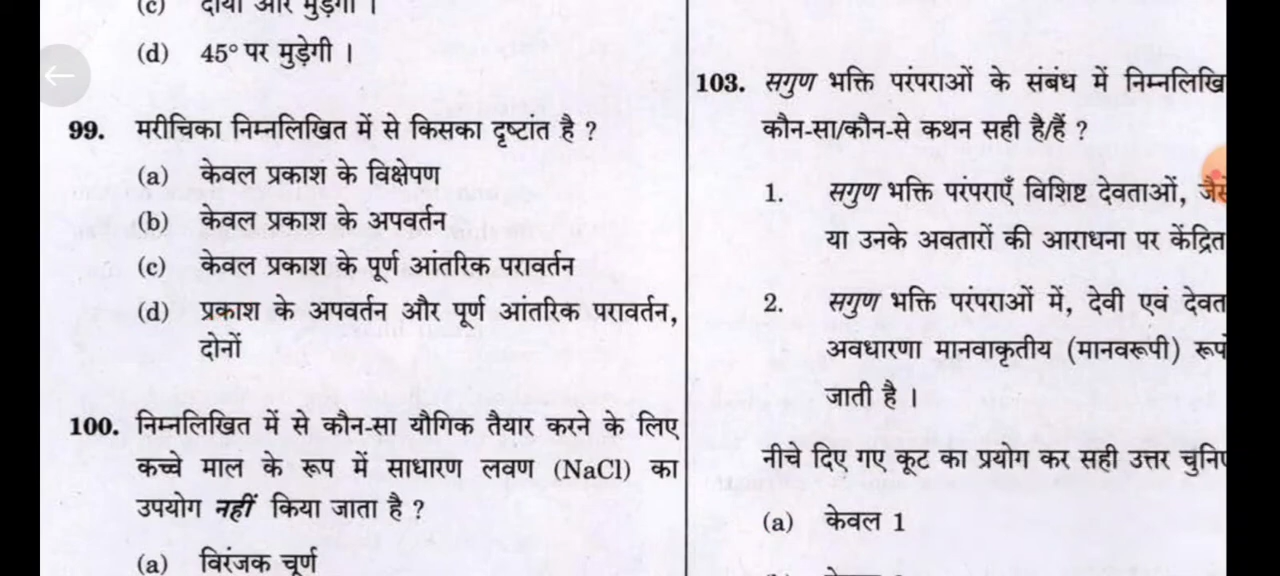 (d) 45° पर मुड़ेगी ।
99. मरीचिका निम्नलिखित में से किसका दृष्टांत है ?
(a) केवल प्रकाश के विक्षेपण
(b) केवल प्रकाश के अपवर्तन
(c) केवल प्रकाश के पूर्ण आंतरिक परावर्तन
(d) प्रकाश के अपवर्तन और पूर्ण आंतरिक परावर्तन,
दोनों
100. निम्नलिखित में से कौन-सा यौगिक तैयार करने के लिए
कच्चे माल के रूप में साधारण लवण (NaCl) का
उपयोग नहीं किया जाता है ?
(a) विरंजक चूर्ण
103. सगुण भक्ति परंपराओं के संबंध में
कौन-सा/कौन-से कथन सही है/हैं ?
1. सगुण भक्ति परंपराएँ विशिष्ट देवताओं,
या उनके अवतारों की आराधना पर
2. सगुण भक्ति परंपराओं में, देवी एवं
अवधारणा मानवाकृतीय (मानवरूपी)
जाती है ।
नीचे दिए गए कूट का प्रयोग कर सही उत्तर
(a) केवल 1